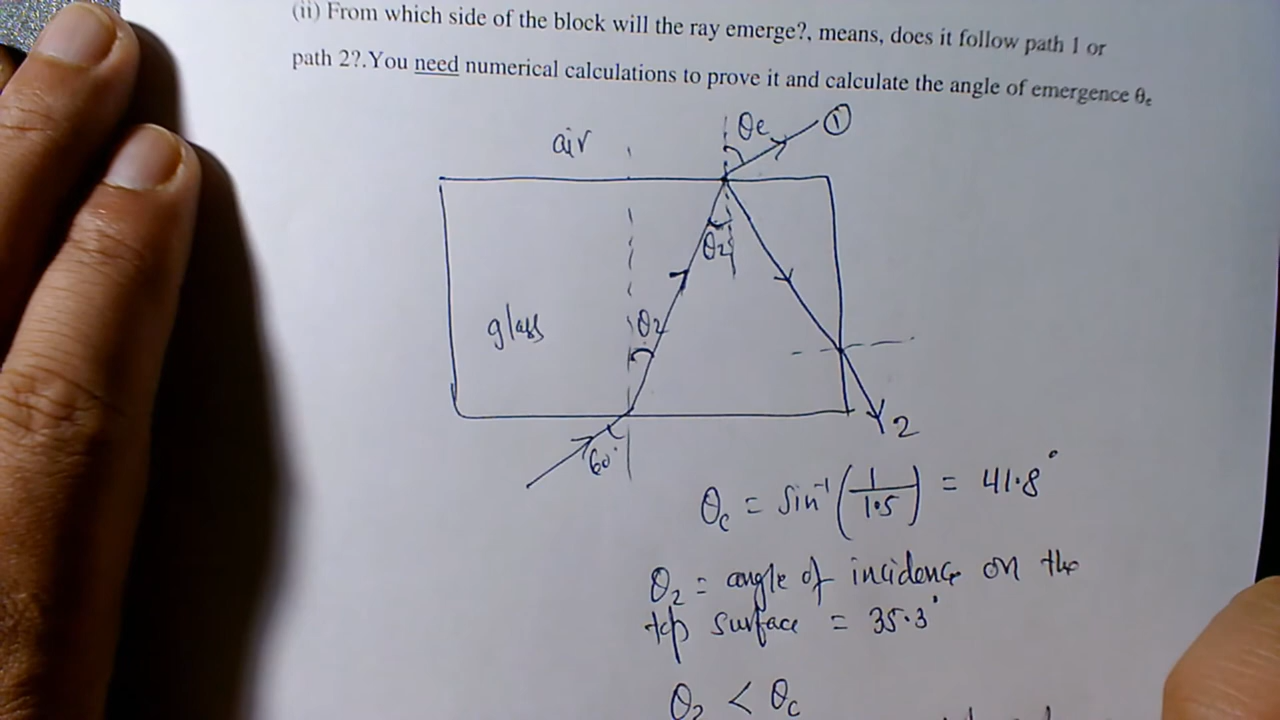 (ii) From which side of the block will the ray emerge?, means, does it follow path 1 or
path 2?.You need numerical calculations to prove it and calculate the angle of emergence θe
air
θe
1
θ2
glass
θ2
60°
2
θc = sin⁻¹(1/1.5) = 41.8°
θ2 = angle of incidence on the
top surface = 35.3°
θ2 < θc